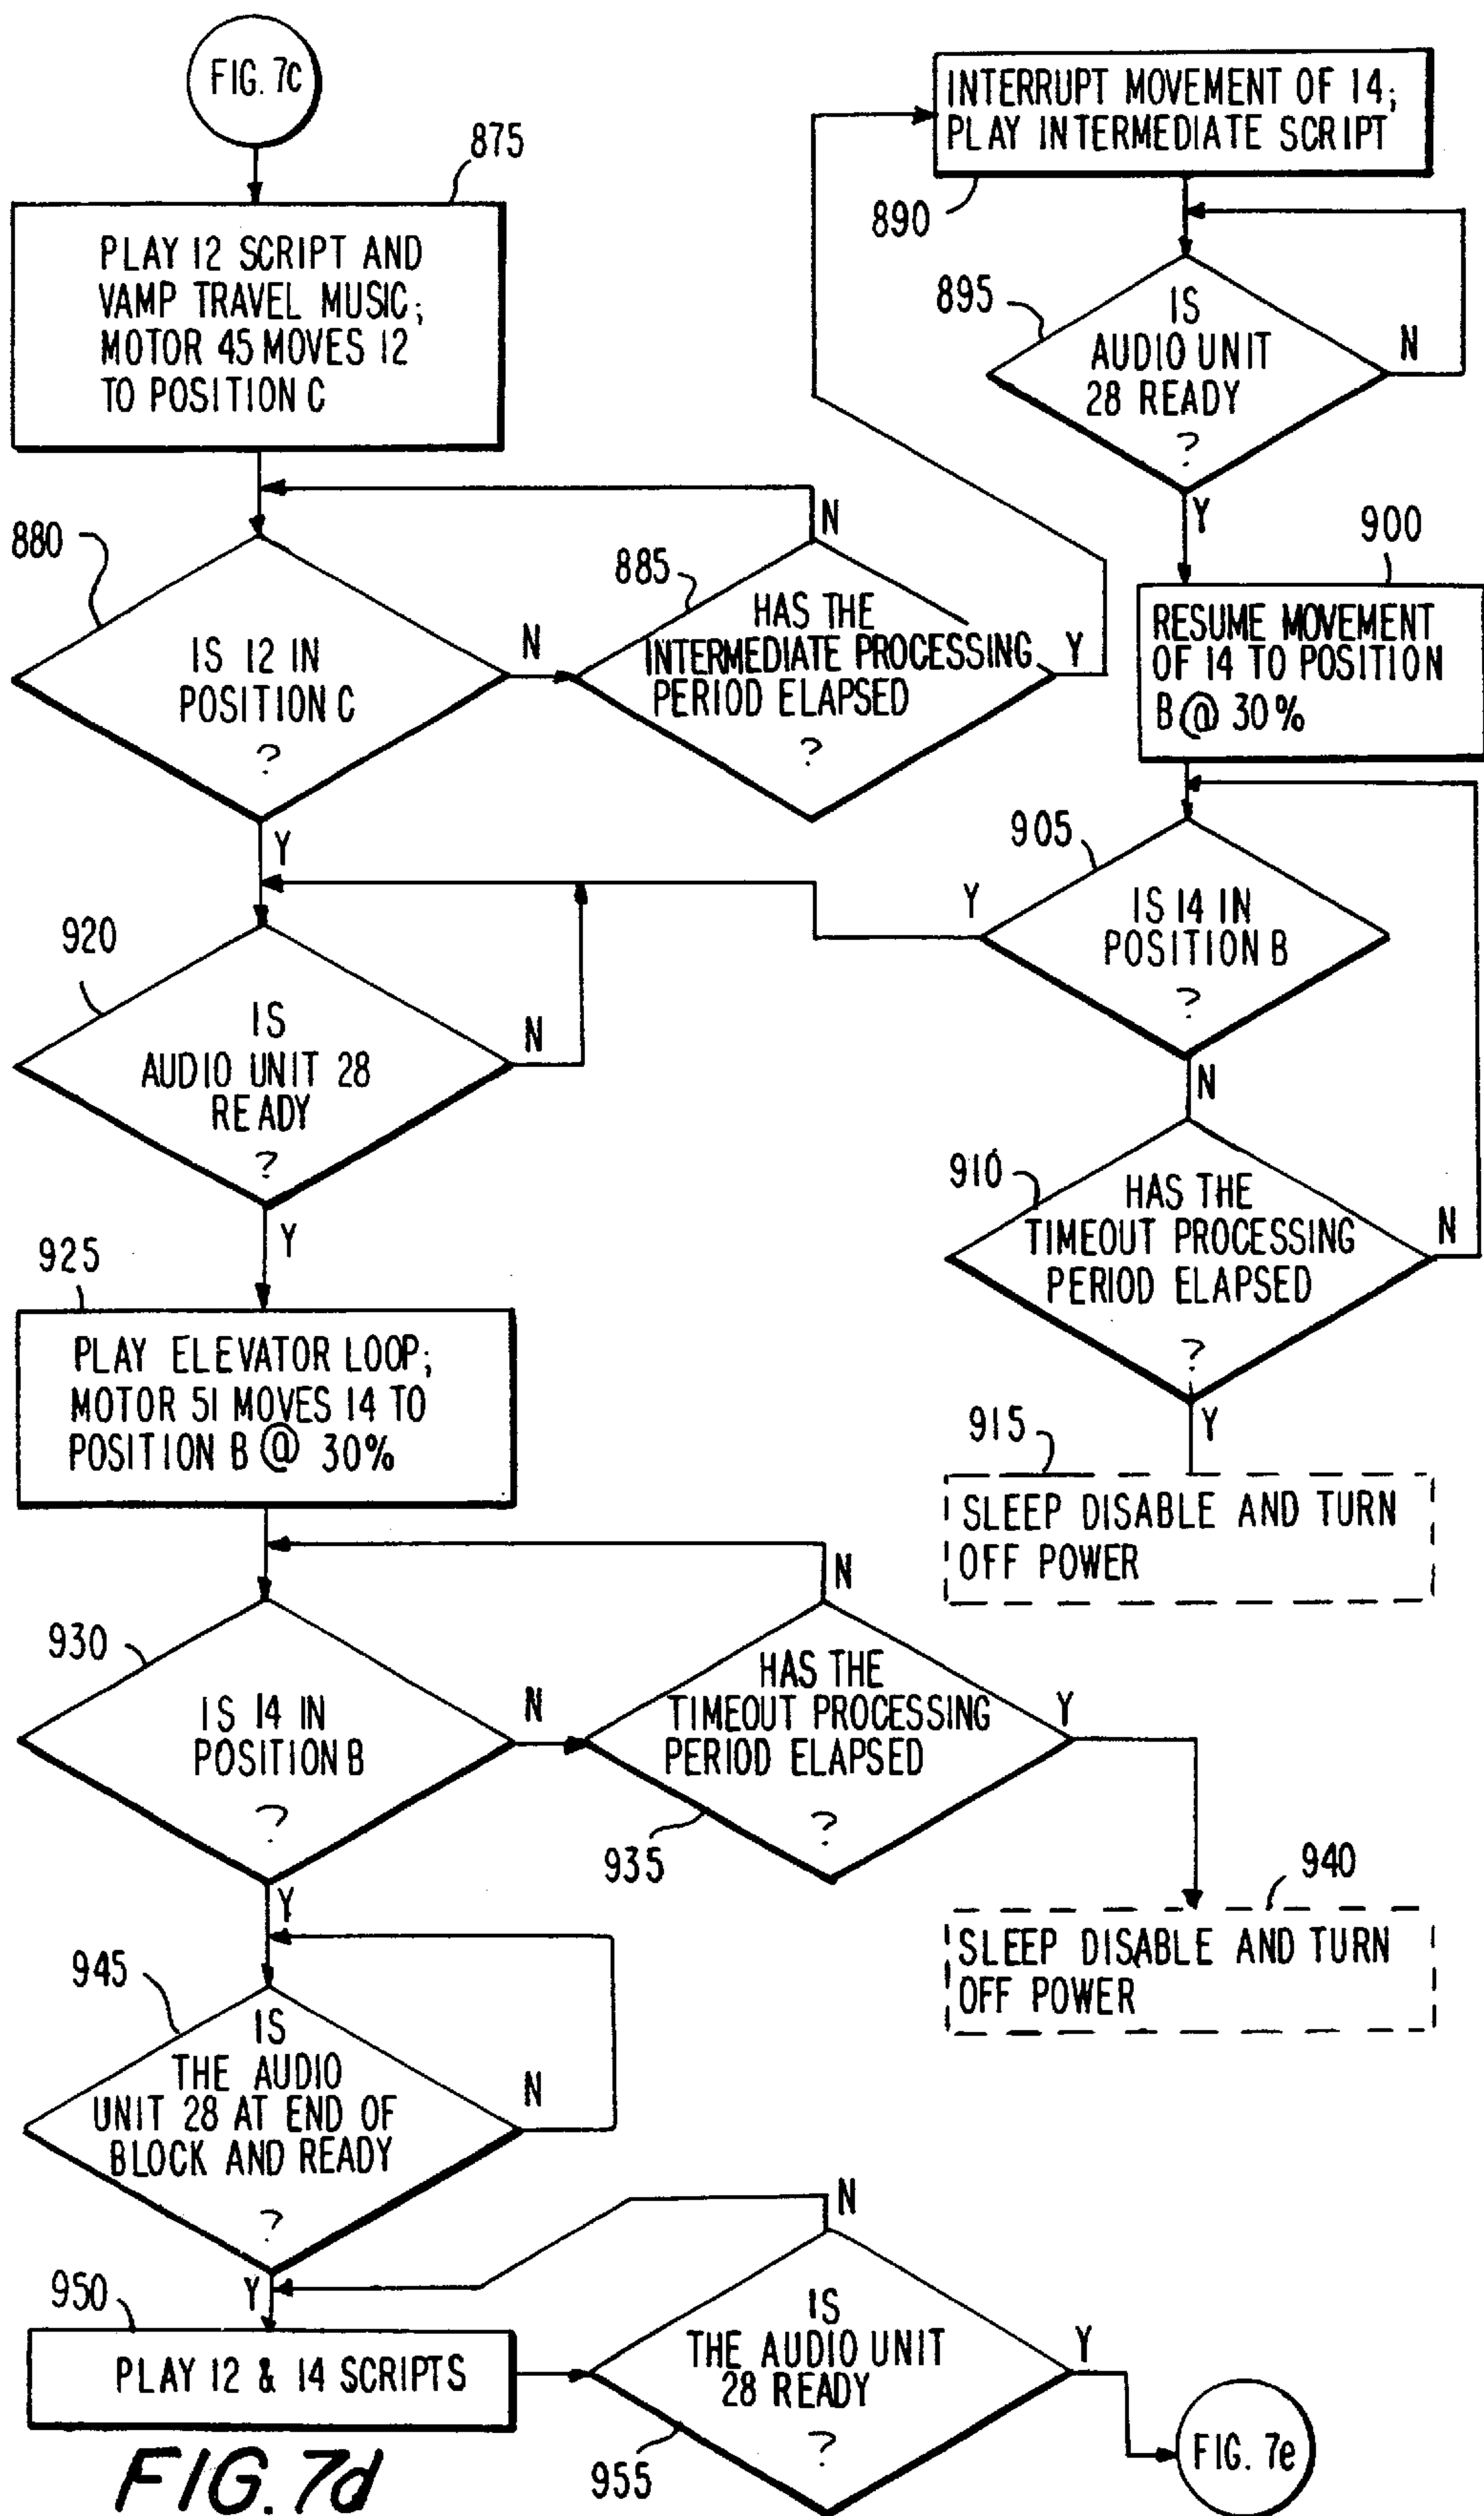 FIG. 7c
875
PLAY 12 SCRIPT AND
VAMP TRAVEL MUSIC;
MOTOR 45 MOVES 12
TO POSITION C
880
IS 12 IN
POSITION C
?
N
Y
885
HAS THE
INTERMEDIATE PROCESSING
PERIOD ELAPSED
?
N
Y
INTERRUPT MOVEMENT OF 14;
PLAY INTERMEDIATE SCRIPT
890
895
IS
AUDIO UNIT
28 READY
?
N
Y
900
RESUME MOVEMENT
OF 14 TO POSITION
B @ 30%
905
IS 14 IN
POSITION B
?
Y
N
910
HAS THE
TIMEOUT PROCESSING
PERIOD ELAPSED
?
N
Y
915
SLEEP DISABLE AND TURN
OFF POWER
920
IS
AUDIO UNIT 28
READY
?
N
Y
925
PLAY ELEVATOR LOOP;
MOTOR 51 MOVES 14 TO
POSITION B @ 30%
930
IS 14 IN
POSITION B
?
N
Y
HAS THE
TIMEOUT PROCESSING
PERIOD ELAPSED
?
935
N
Y
940
SLEEP DISABLE AND TURN
OFF POWER
945
IS
THE AUDIO
UNIT 28 AT END OF
BLOCK AND READY
?
N
Y
950
PLAY 12 & 14 SCRIPTS
IS
THE AUDIO UNIT
28 READY
?
955
N
Y
FIG. 7e
FIG. 7d